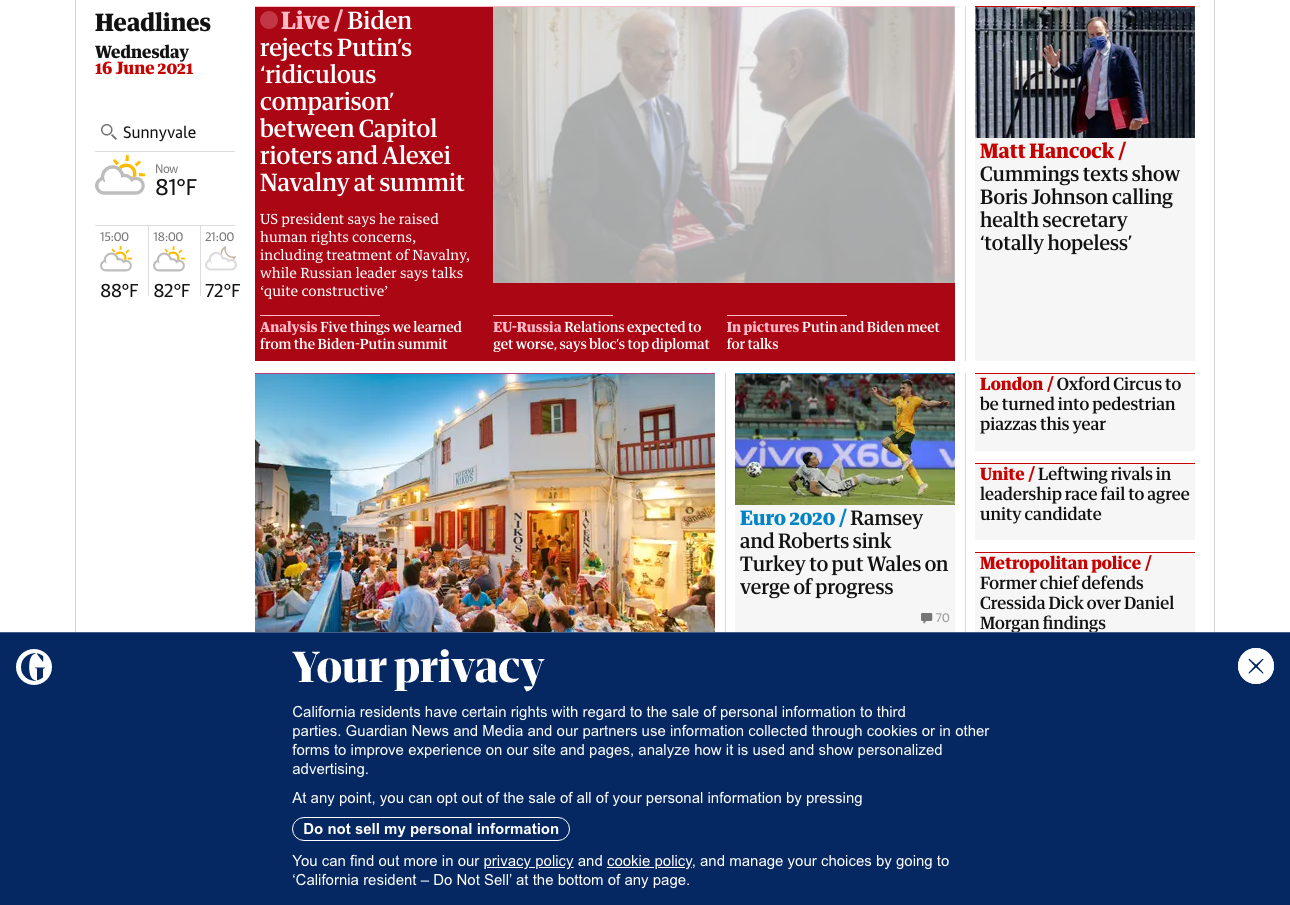 Headlines
Wednesday
16 June 2021
Sunnyvale
Now
81°F
15:00
18:00
21:00
88°F
82°F
72°F
Live / Biden
rejects Putin’s
‘ridiculous
comparison’
between Capitol
rioters and Alexei
Navalny at summit
US president says he raised
human rights concerns,
including treatment of Navalny,
while Russian leader says talks
‘quite constructive’
Analysis Five things we learned
from the Biden-Putin summit
EU-Russia Relations expected to
get worse, says bloc’s top diplomat
In pictures Putin and Biden meet
for talks
Matt Hancock /
Cummings texts show
Boris Johnson calling
health secretary
‘totally hopeless’
NIKOS
TAVERNA
vivo X60
Euro 2020 / Ramsey
and Roberts sink
Turkey to put Wales on
verge of progress
70
London / Oxford Circus to
be turned into pedestrian
piazzas this year
Unite / Leftwing rivals in
leadership race fail to agree
unity candidate
Metropolitan police /
Former chief defends
Cressida Dick over Daniel
Morgan findings
Your privacy
California residents have certain rights with regard to the sale of personal information to third
parties. Guardian News and Media and our partners use information collected through cookies or in other
forms to improve experience on our site and pages, analyze how it is used and show personalized
advertising.
At any point, you can opt out of the sale of all of your personal information by pressing
Do not sell my personal information
You can find out more in our privacy policy and cookie policy, and manage your choices by going to
‘California resident – Do Not Sell’ at the bottom of any page.